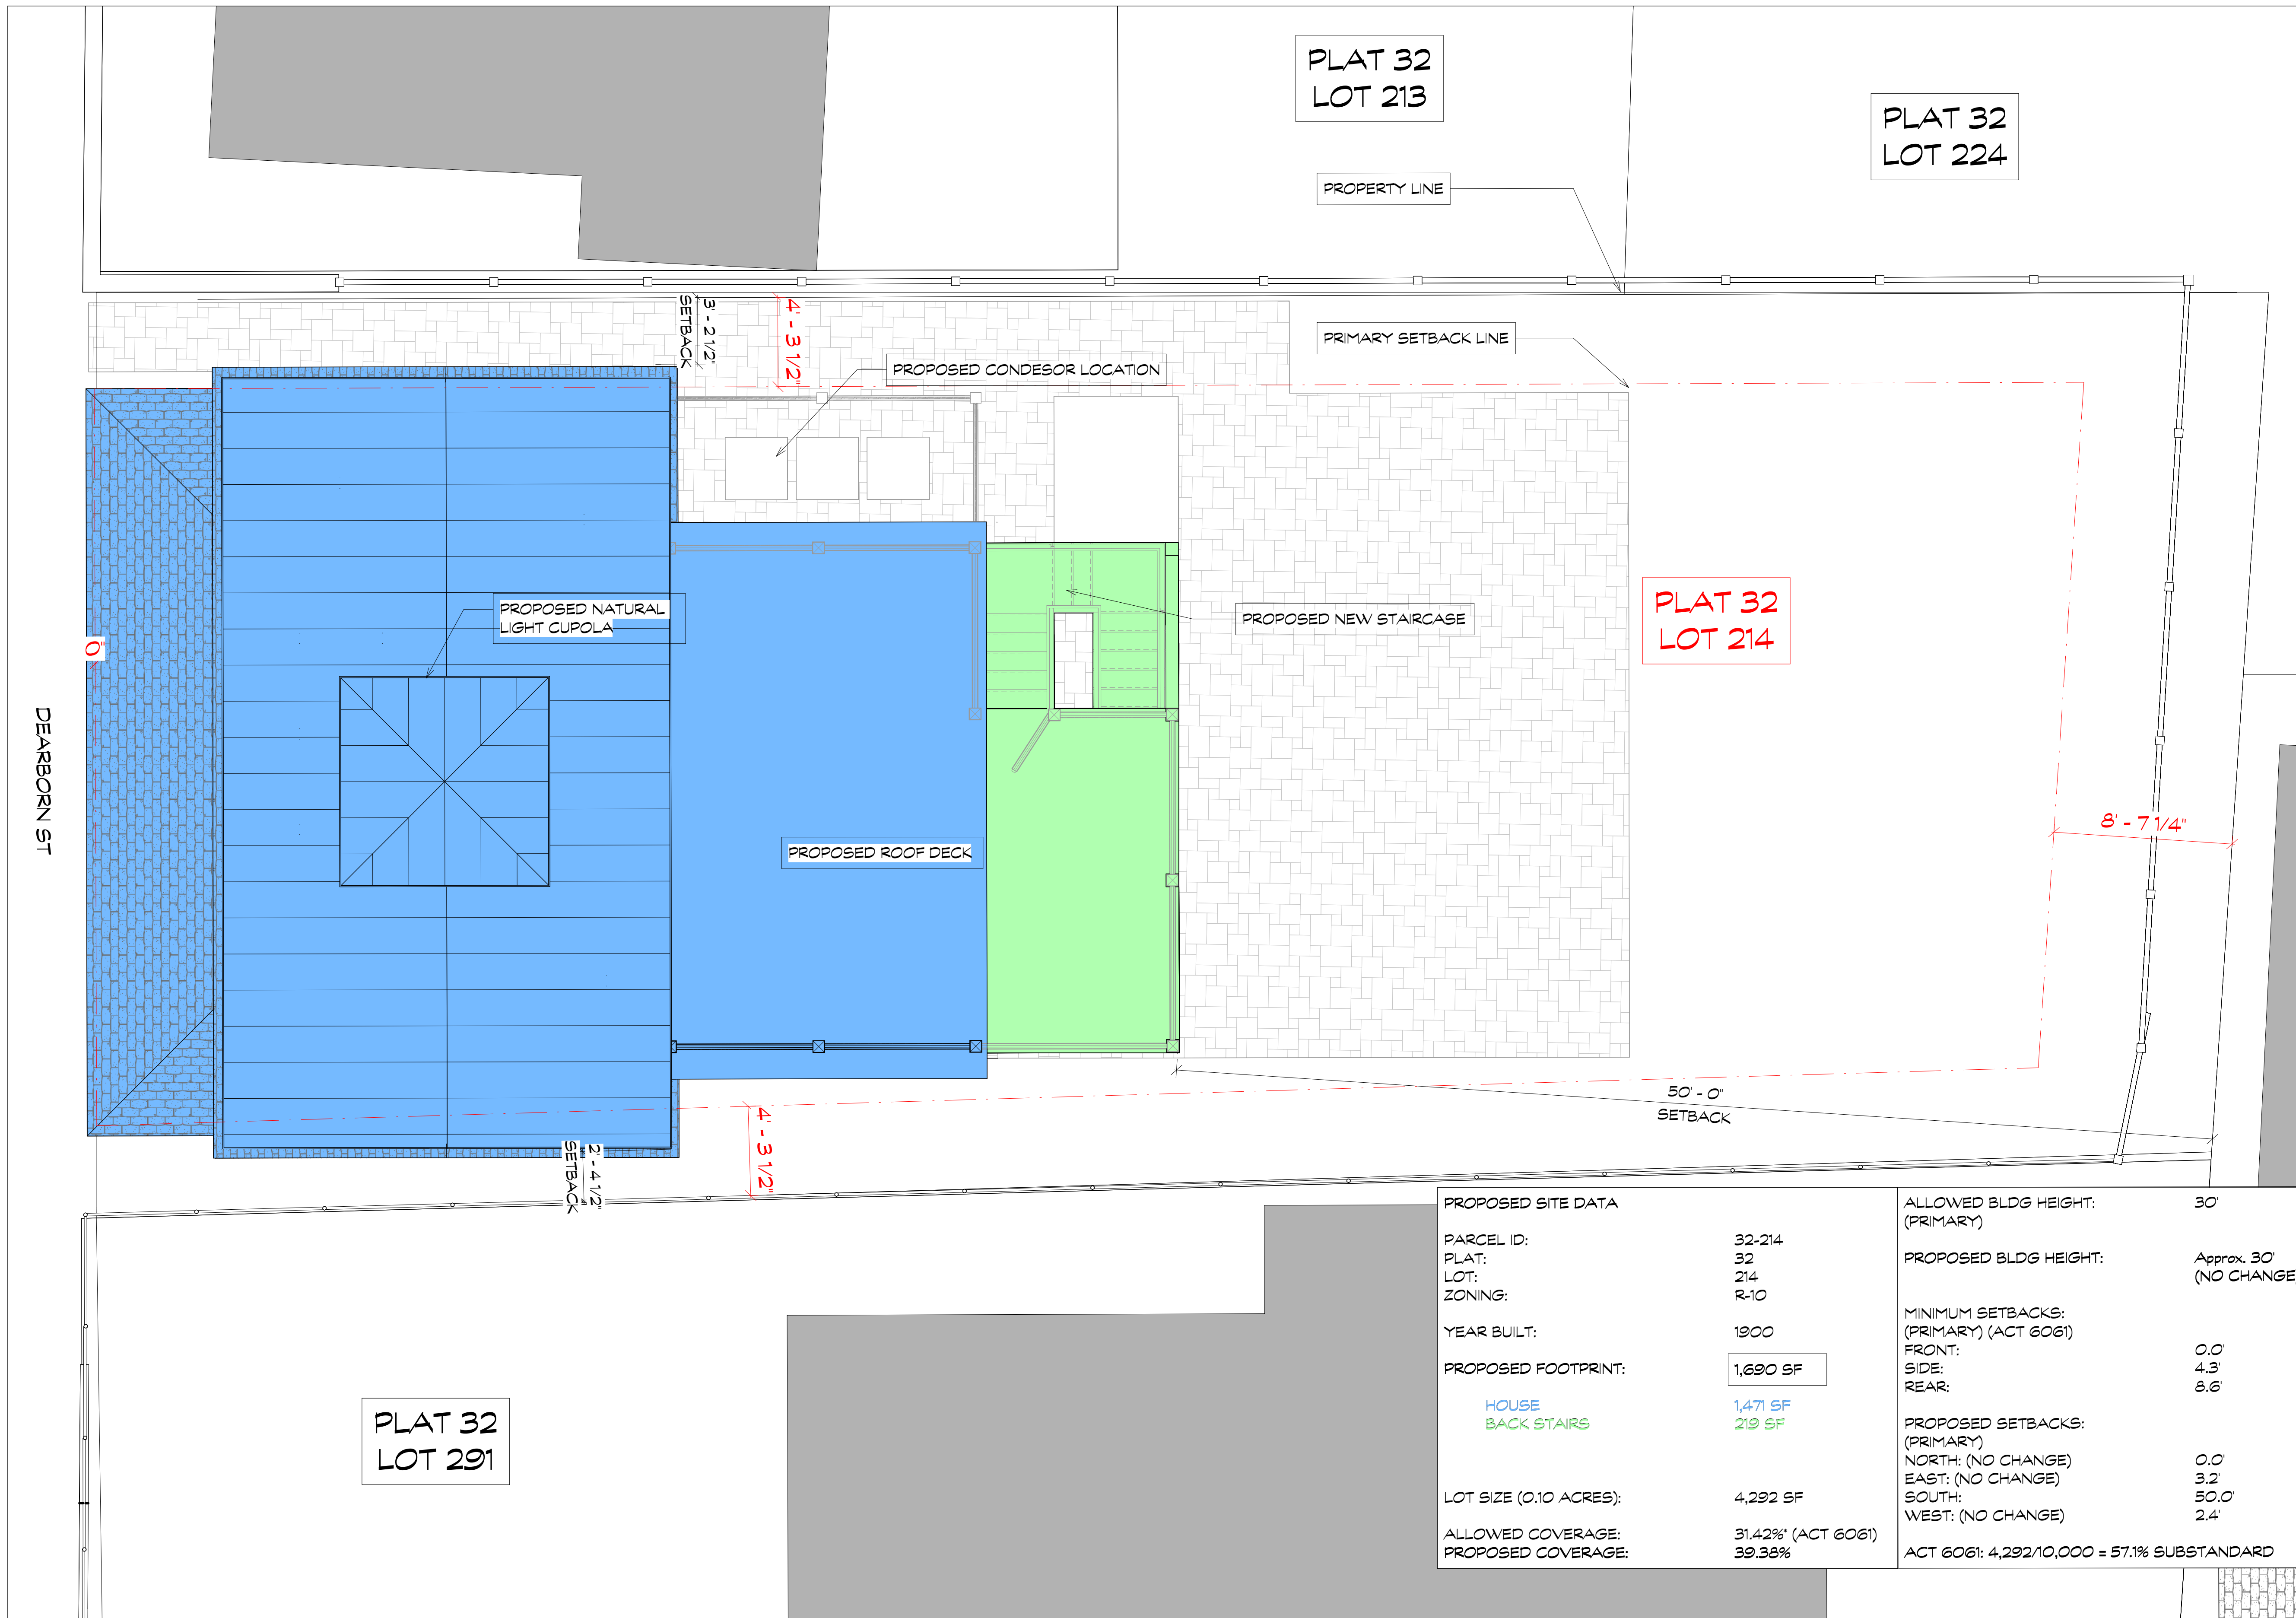 PLAT 32
LOT 213
PLAT 32
LOT 224
PROPERTY LINE
3' - 2 1/2"
SETBACK
4' - 3 1/2"
PRIMARY SETBACK LINE
PROPOSED CONDESOR LOCATION
PROPOSED NATURAL
LIGHT CUPOLA
PROPOSED NEW STAIRCASE
PLAT 32
LOT 214
0"
DEARBORN ST
PROPOSED ROOF DECK
8' - 7 1/4"
50' - 0"
SETBACK
4' - 3 1/2"
2' - 4 1/2"
SETBACK
PLAT 32
LOT 291
PROPOSED SITE DATA
PARCEL ID: 32-214
PLAT: 32
LOT: 214
ZONING: R-10
YEAR BUILT: 1900
PROPOSED FOOTPRINT: 1,690 SF
HOUSE 1,471 SF
BACK STAIRS 219 SF
LOT SIZE (0.10 ACRES): 4,292 SF
ALLOWED COVERAGE: 31.42%* (ACT 6061)
PROPOSED COVERAGE: 39.38%
ALLOWED BLDG HEIGHT: 30'
(PRIMARY)
PROPOSED BLDG HEIGHT: Approx. 30'
(NO CHANGE
MINIMUM SETBACKS:
(PRIMARY) (ACT 6061)
FRONT: 0.0'
SIDE: 4.3'
REAR: 8.6'
PROPOSED SETBACKS:
(PRIMARY)
NORTH: (NO CHANGE) 0.0'
EAST: (NO CHANGE) 3.2'
SOUTH: 50.0'
WEST: (NO CHANGE) 2.4'
ACT 6061: 4,292/10,000 = 57.1% SUBSTANDARD